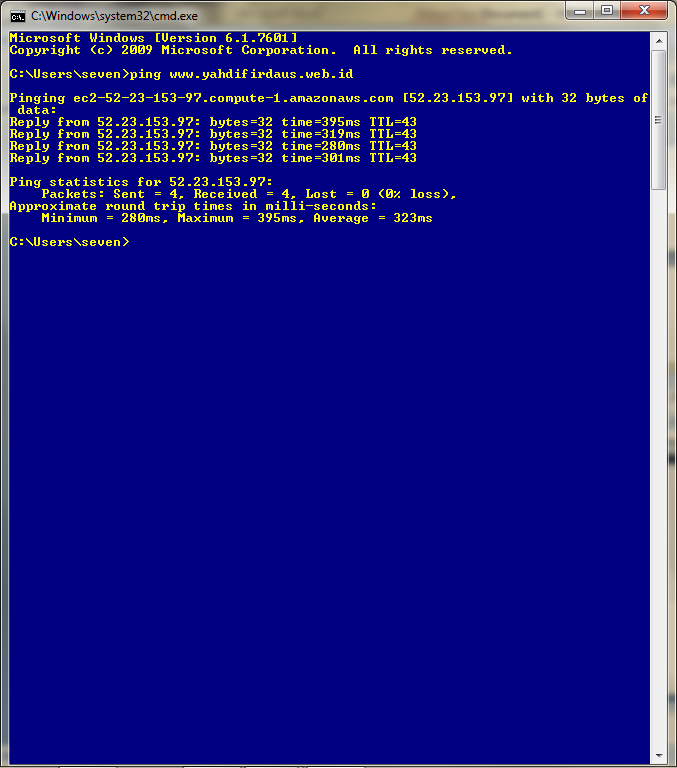 C:\Windows\system32\cmd.exe
Microsoft Windows [Version 6.1.7601]
Copyright (c) 2009 Microsoft Corporation.  All rights reserved.
C:\Users\seven>ping www.yahdifirdaus.web.id
Pinging ec2-52-23-153-97.compute-1.amazonaws.com [52.23.153.97] with 32 bytes of
 data:
Reply from 52.23.153.97: bytes=32 time=395ms TTL=43
Reply from 52.23.153.97: bytes=32 time=319ms TTL=43
Reply from 52.23.153.97: bytes=32 time=280ms TTL=43
Reply from 52.23.153.97: bytes=32 time=301ms TTL=43
Ping statistics for 52.23.153.97:
    Packets: Sent = 4, Received = 4, Lost = 0 (0% loss),
Approximate round trip times in milli-seconds:
    Minimum = 280ms, Maximum = 395ms, Average = 323ms
C:\Users\seven>